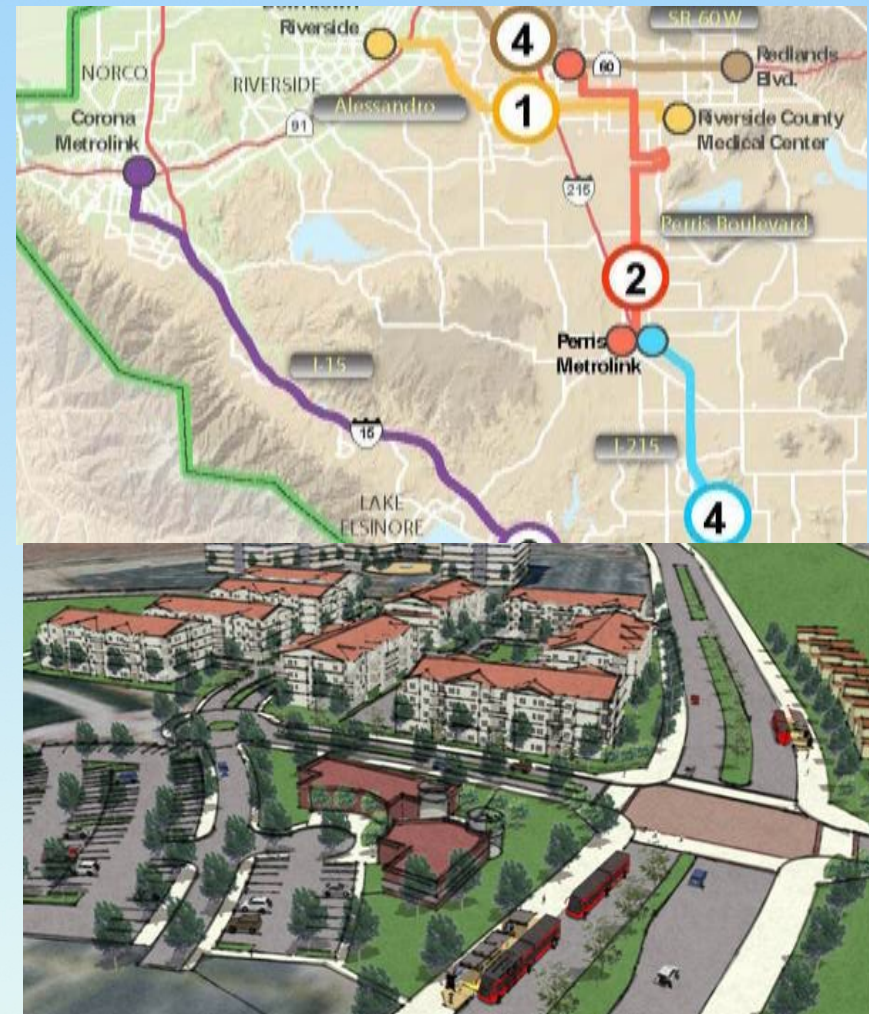 Riverside
4
SR 60 W
Redlands
Blvd.
60
NORCO
RIVERSIDE
Alessandro
1
Corona
Metrolink
91
Riverside County
Medical Center
215
Perris Boulevard
2
Perris
Metrolink
I-15
15
I-215
4
LAKE
ELSINORE